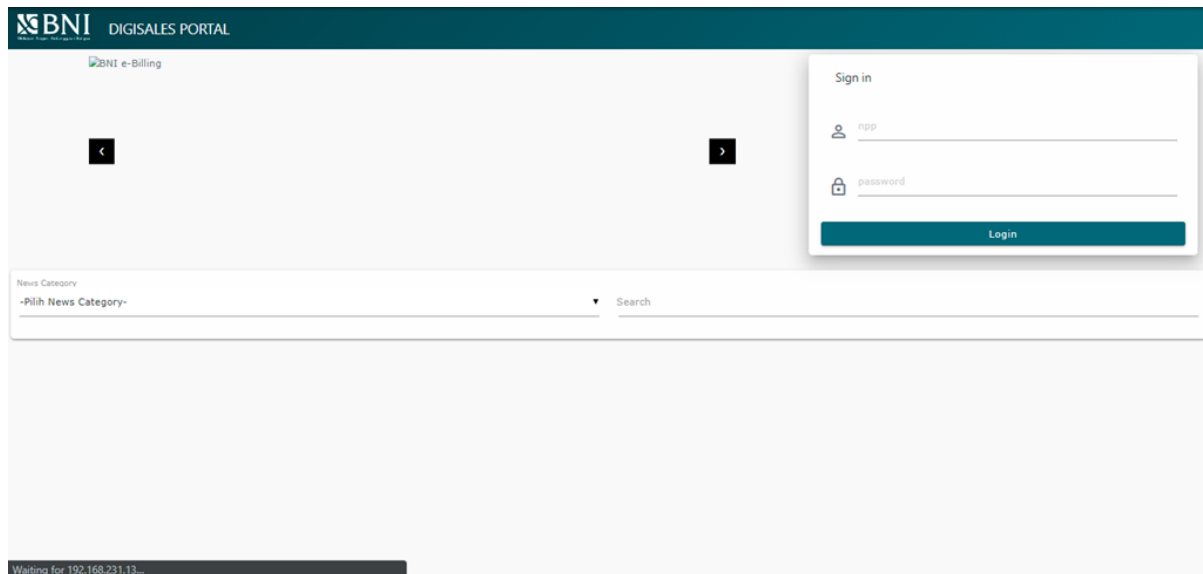 BNI DIGISALES PORTAL
BNI e-Billing
Sign in
npp
password
Login
News Category
-Pilih News Category-
Search
Waiting for 192.168.231.13...